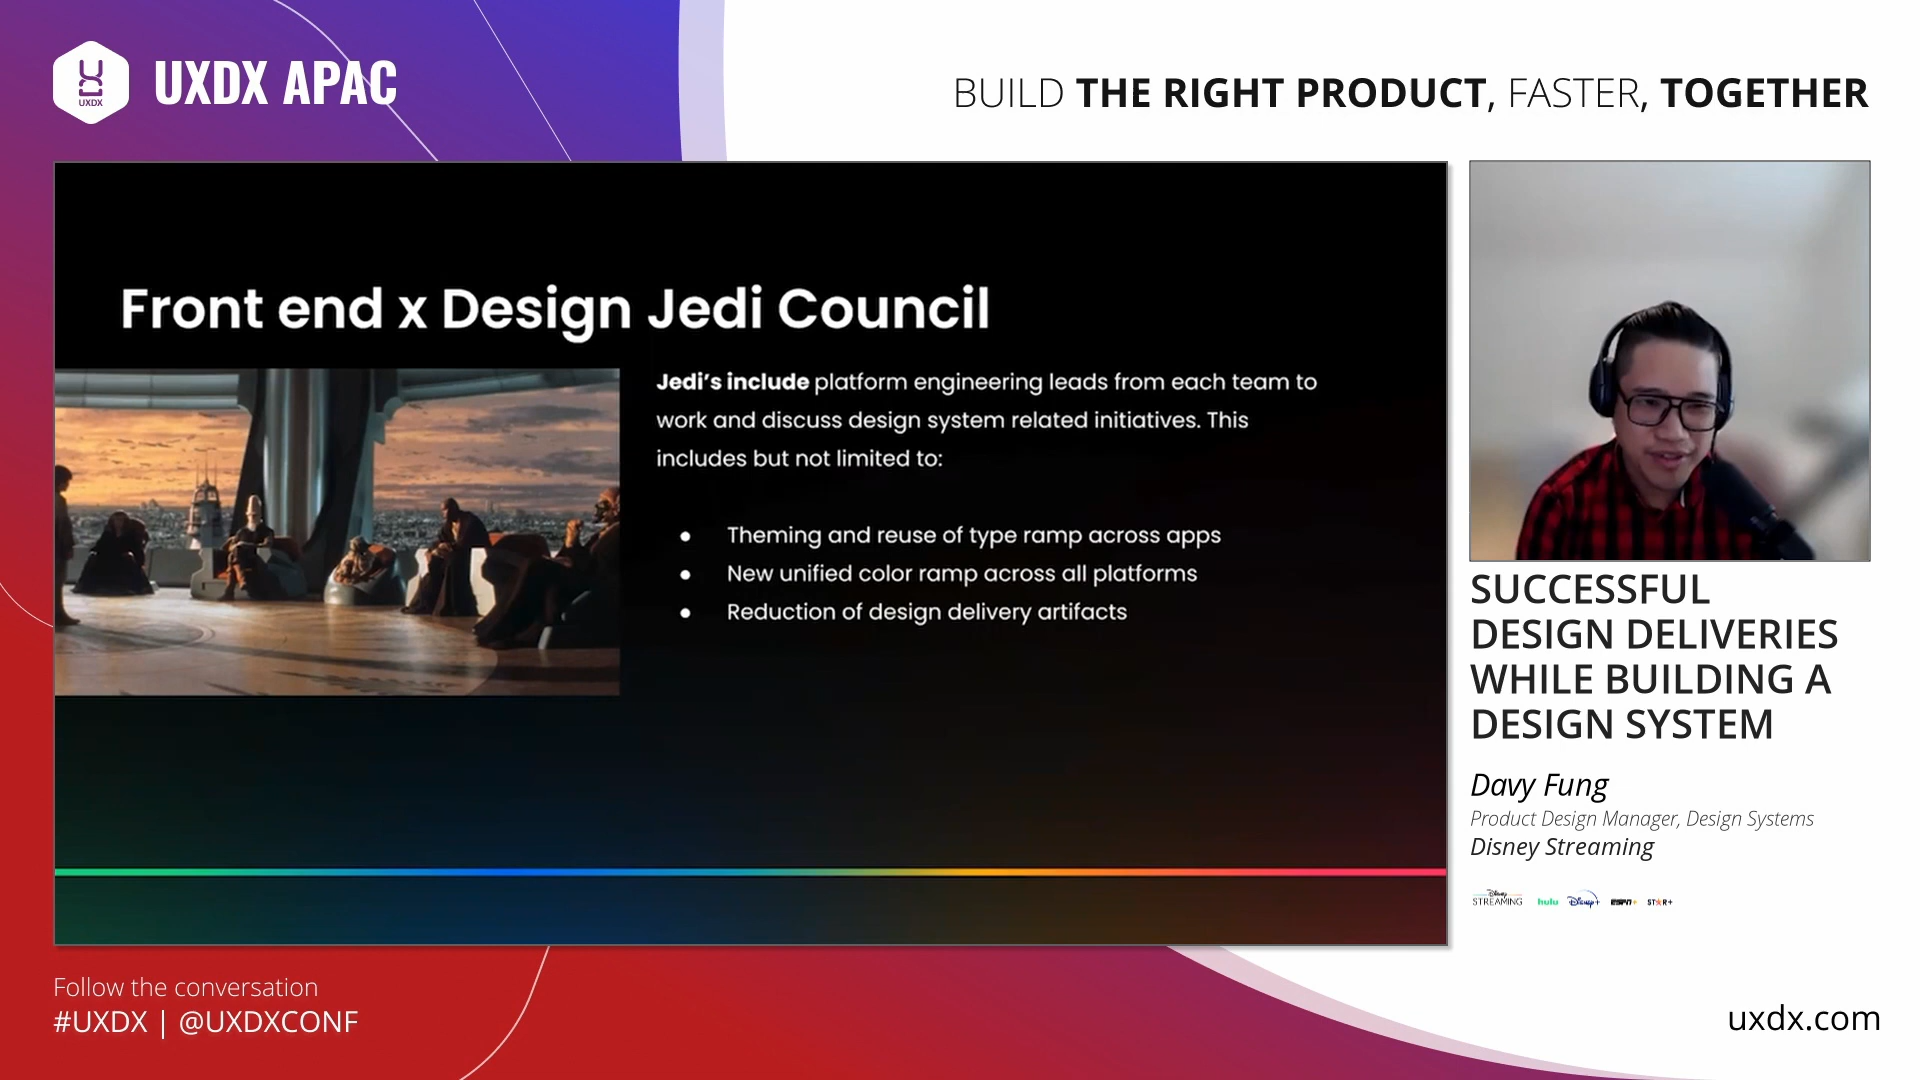 UXDX
UXDX APAC
BUILD THE RIGHT PRODUCT, FASTER, TOGETHER
Front end x Design Jedi Council
Jedi’s include platform engineering leads from each team to
work and discuss design system related initiatives. This
includes but not limited to:
● Theming and reuse of type ramp across apps
● New unified color ramp across all platforms
● Reduction of design delivery artifacts
SUCCESSFUL
DESIGN DELIVERIES
WHILE BUILDING A
DESIGN SYSTEM
Davy Fung
Product Design Manager, Design Systems
Disney Streaming
Disney STREAMING hulu Disney+ ESPN+ ST★R+
Follow the conversation
#UXDX | @UXDXCONF
uxdx.com